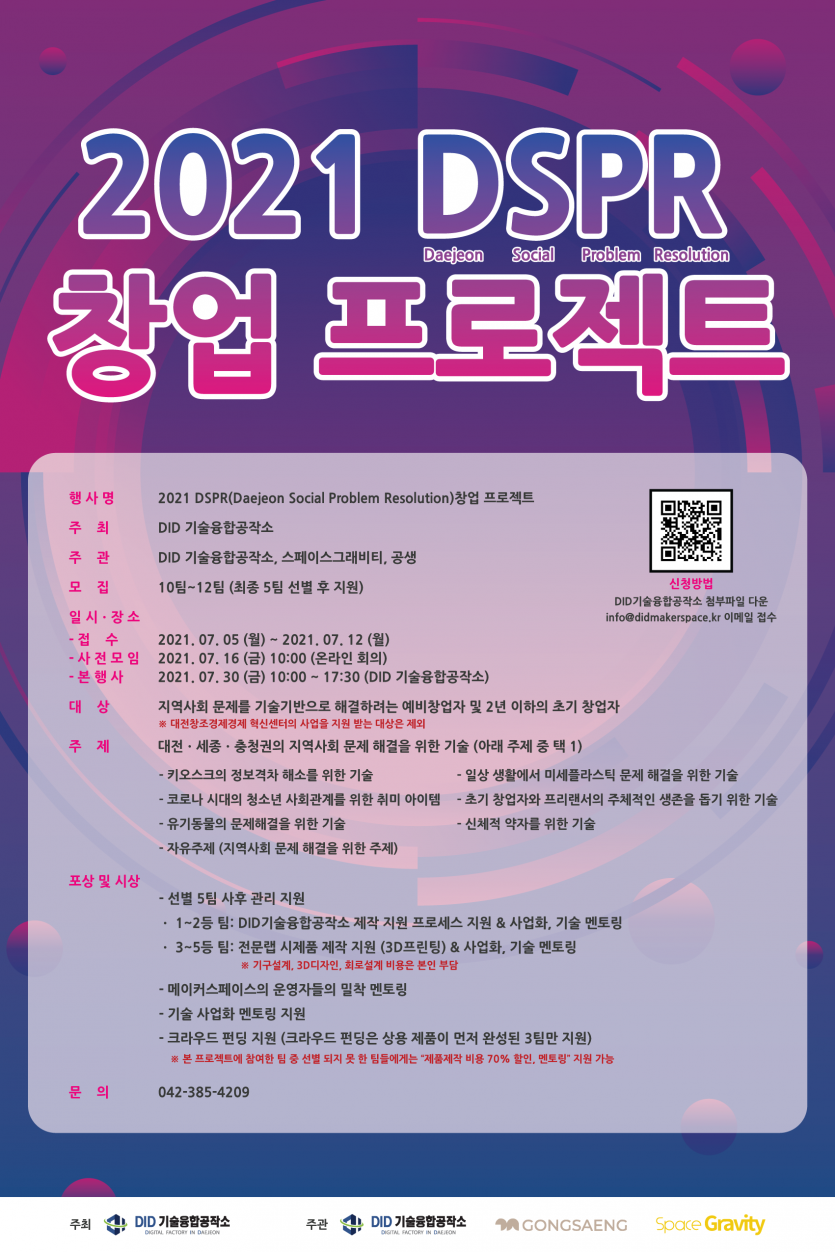 2021 DSPR
Daejeon Social Problem Resolution
창업 프로젝트
행사명 2021 DSPR(Daejeon Social Problem Resolution)창업 프로젝트
주 최 DID 기술융합공작소
주 관 DID 기술융합공작소, 스페이스그래비티, 공생
모 집 10팀~12팀 (최종 5팀 선별 후 지원)
신청방법
DID기술융합공작소 첨부파일 다운
info@didmakerspace.kr 이메일 접수
일시·장소
- 접 수 2021. 07. 05 (월) ~ 2021. 07. 12 (월)
- 사전모임 2021. 07. 16 (금) 10:00 (온라인 회의)
- 본행사 2021. 07. 30 (금) 10:00 ~ 17:30 (DID 기술융합공작소)
대 상 지역사회 문제를 기술기반으로 해결하려는 예비창업자 및 2년 이하의 초기 창업자
※ 대전창조경제경제 혁신센터의 사업을 지원 받는 대상은 제외
주 제 대전·세종·충청권의 지역사회 문제 해결을 위한 기술 (아래 주제 중 택 1)
- 키오스크의 정보격차 해소를 위한 기술 - 일상 생활에서 미세플라스틱 문제 해결을 위한 기술
- 코로나 시대의 청소년 사회관계를 위한 취미 아이템 - 초기 창업자와 프리랜서의 주체적인 생존을 돕기 위한 기술
- 유기동물의 문제해결을 위한 기술 - 신체적 약자를 위한 기술
- 자유주제 (지역사회 문제 해결을 위한 주제)
포상 및 시상
- 선별 5팀 사후 관리 지원
· 1~2등 팀: DID기술융합공작소 제작 지원 프로세스 지원 & 사업화, 기술 멘토링
· 3~5등 팀: 전문랩 시제품 제작 지원 (3D프린팅) & 사업화, 기술 멘토링
※ 기구설계, 3D디자인, 회로설계 비용은 본인 부담
- 메이커스페이스의 운영자들의 밀착 멘토링
- 기술 사업화 멘토링 지원
- 크라우드 펀딩 지원 (크라우드 펀딩은 상용 제품이 먼저 완성된 3팀만 지원)
※ 본 프로젝트에 참여한 팀 중 선별 되지 못 한 팀들에게는 "제품제작 비용 70% 할인, 멘토링" 지원 가능
문 의 042-385-4209
주최 DID 기술융합공작소 주관 DID 기술융합공작소 GONGSAENG Space Gravity
DIGITAL FACTORY IN DAEJEON DIGITAL FACTORY IN DAEJEON